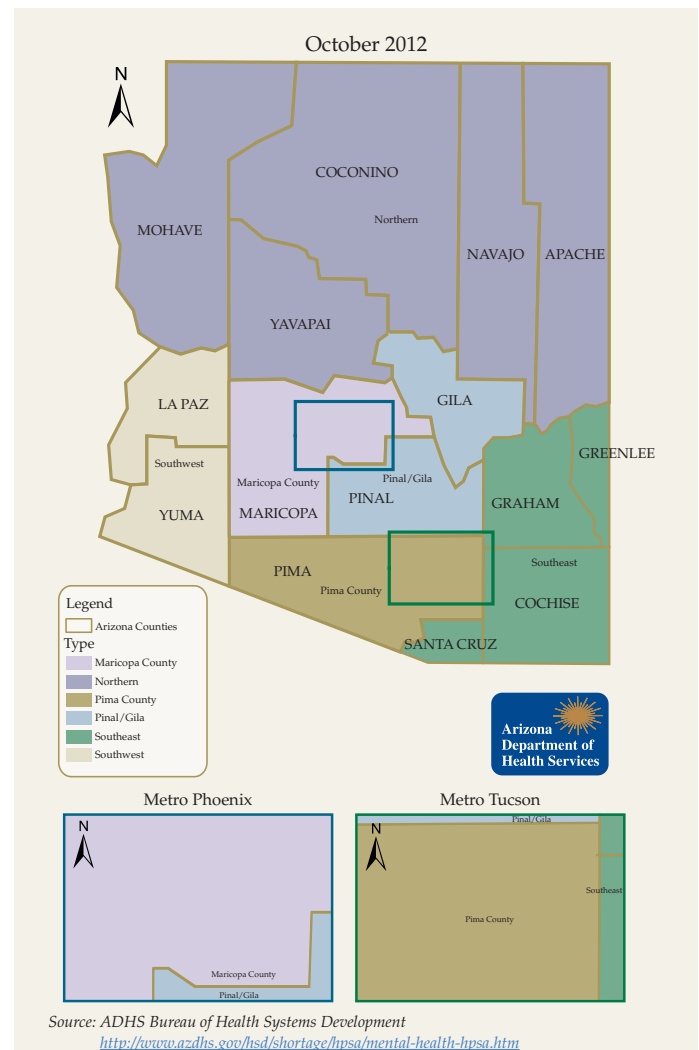 October 2012
N
COCONINO
Northern
MOHAVE
NAVAJO
APACHE
YAVAPAI
LA PAZ
GILA
GREENLEE
Southwest
Maricopa County
Pinal/Gila
PINAL
GRAHAM
YUMA
MARICOPA
PIMA
Southeast
Pima County
COCHISE
SANTA CRUZ
Legend
Arizona Counties
Type
Maricopa County
Northern
Pima County
Pinal/Gila
Southeast
Southwest
Arizona
Department of
Health Services
Metro Phoenix
N
Maricopa County
Pinal/Gila
Metro Tucson
Pinal/Gila
N
Southeast
Pima County
Source: ADHS Bureau of Health Systems Development
http://www.azdhs.gov/hsd/shortage/hpsa/mental-health-hpsa.htm